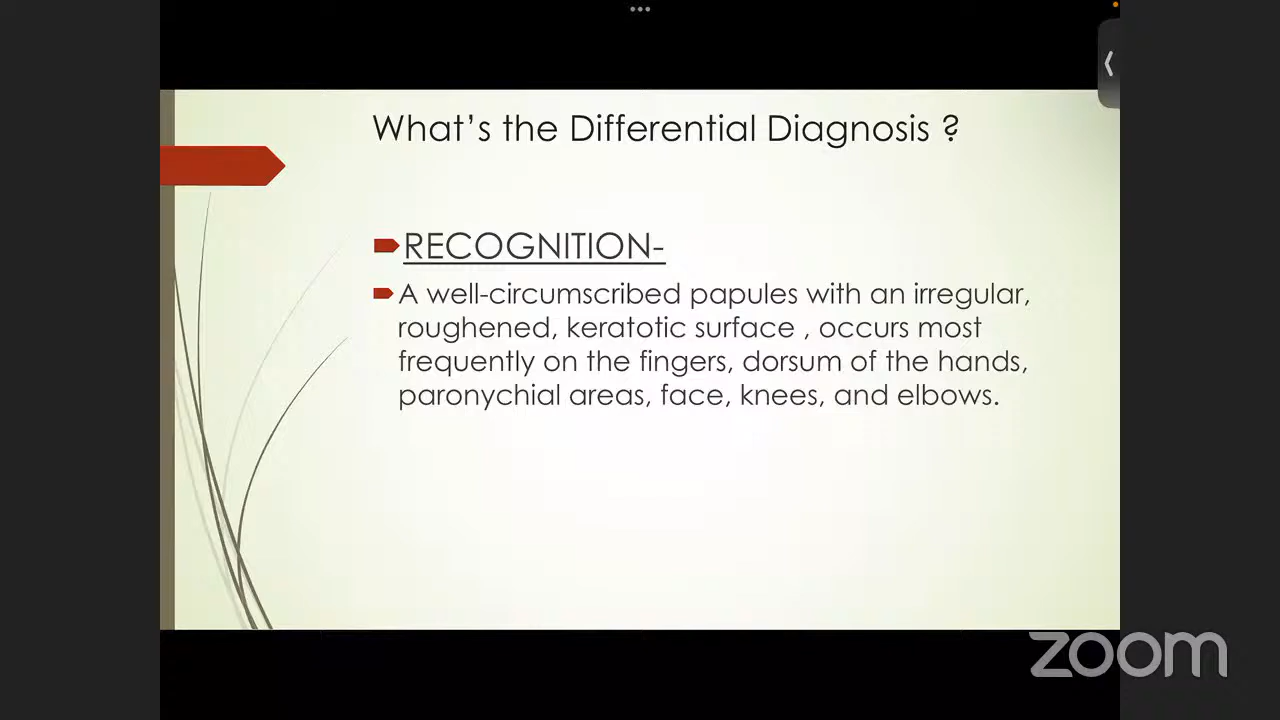 What's the Differential Diagnosis ?
RECOGNITION-
A well-circumscribed papules with an irregular,
roughened, keratotic surface , occurs most
frequently on the fingers, dorsum of the hands,
paronychial areas, face, knees, and elbows.
zoom